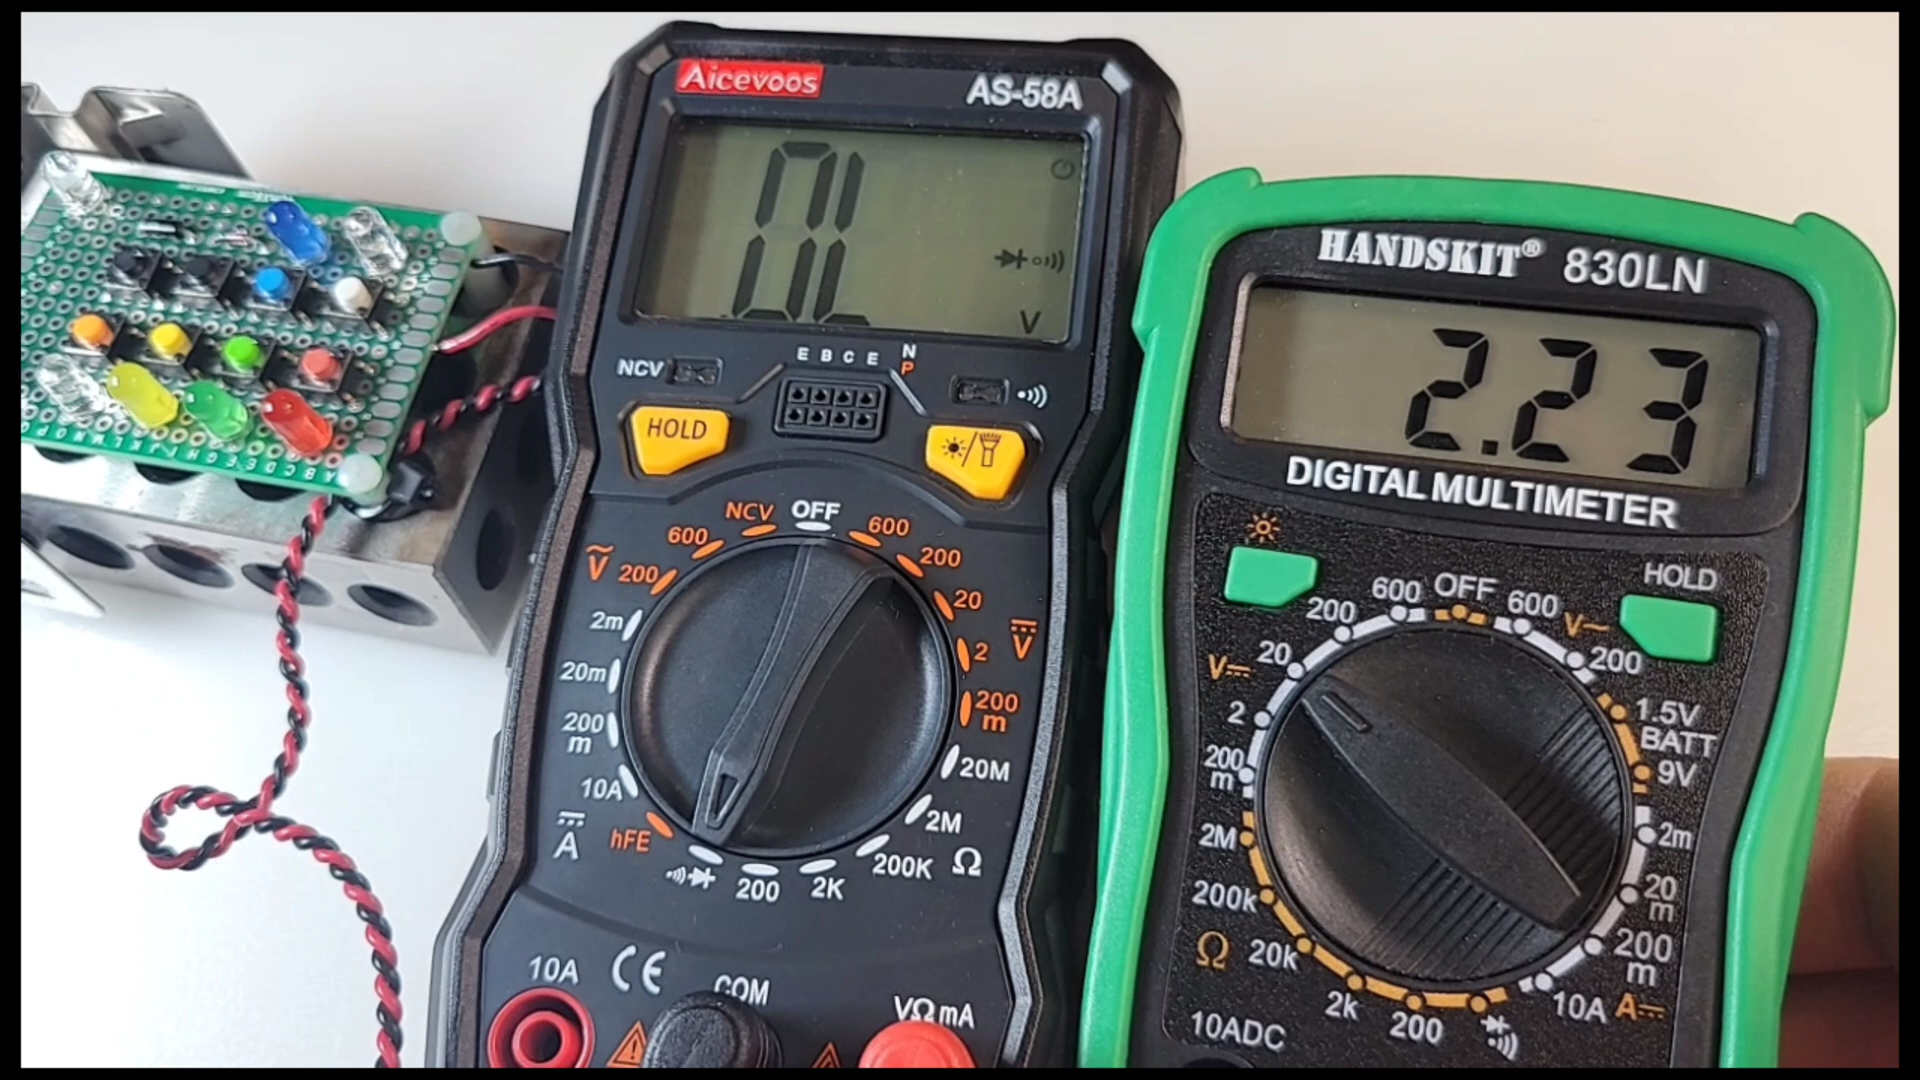 Aicevoos
AS-58A
.0L
V
NCV
E B C E
N
P
HOLD
NCV
OFF
600
600
200
200
20
V
V
2
2m
200
m
20m
200
m
20M
10A
2M
A
hFE
200
2K
200K
Ω
10A
CE
COM
VΩmA
HANDSKIT® 830LN
2.23
DIGITAL MULTIMETER
HOLD
OFF
600
600
V~
200
200
20
V
1.5V
BATT
9V
2
200
m
2m
2M
20
m
200k
200
m
Ω
20k
10A
A
2k
200
10ADC
W N O P
G H I J K L M
A B C D E F